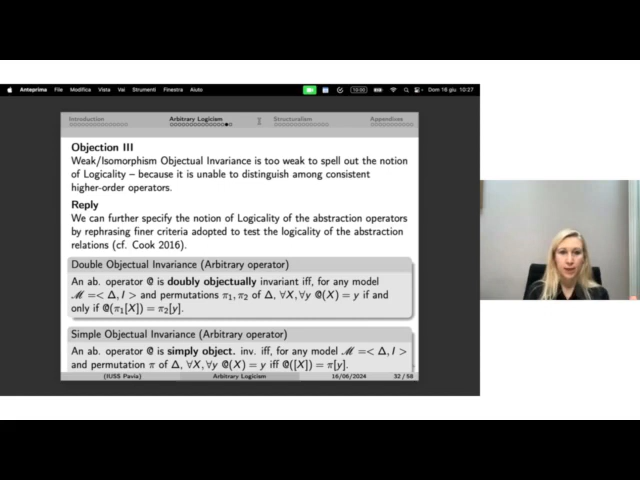 Anteprima File Modifica Vista Vai Strumenti Finestra Aiuto Dom 16 giu 10:27
Introduction Arbitrary Logicism Structuralism Appendixes
Objection III
Weak/Isomorphism Objectual Invariance is too weak to spell out the notion
of Logicality – because it is unable to distinguish among consistent
higher-order operators.
Reply
We can further specify the notion of Logicality of the abstraction operators
by rephrasing finer criteria adopted to test the logicality of the abstraction
relations (cf. Cook 2016).
Double Objectual Invariance (Arbitrary operator)
An ab. operator @ is doubly objectually invariant iff, for any model
ℳ =< Δ, I > and permutations π₁, π₂ of Δ, ∀X, ∀y @(X) = y if and
only if @(π₁[X]) = π₂[y].
Simple Objectual Invariance (Arbitrary operator)
An ab. operator @ is simply object. inv. iff, for any model ℳ =< Δ, I >
and permutation π of Δ, ∀X, ∀y @(X) = y iff @([X]) = π[y].
(IUSS Pavia) Arbitrary Logicism 16/06/2024 32 / 58